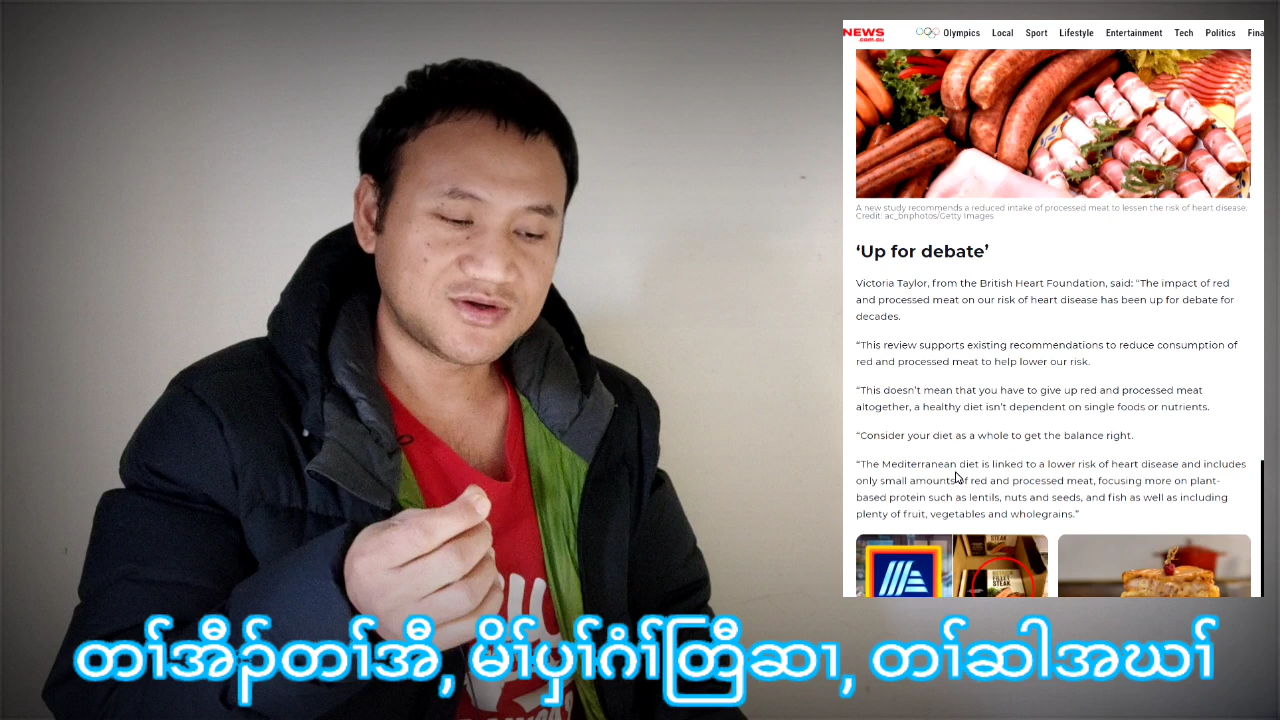 NEWS
.com.au
Olympics Local Sport Lifestyle Entertainment Tech Politics Fina
A new study recommends a reduced intake of processed meat to lessen the risk of heart disease.
Credit: ac_bnphotos/Getty Images
‘Up for debate’
Victoria Taylor, from the British Heart Foundation, said: “The impact of red
and processed meat on our risk of heart disease has been up for debate for
decades.
“This review supports existing recommendations to reduce consumption of
red and processed meat to help lower our risk.
“This doesn’t mean that you have to give up red and processed meat
altogether, a healthy diet isn’t dependent on single foods or nutrients.
“Consider your diet as a whole to get the balance right.
“The Mediterranean diet is linked to a lower risk of heart disease and includes
only small amounts of red and processed meat, focusing more on plant-
based protein such as lentils, nuts and seeds, and fish as well as including
plenty of fruit, vegetables and wholegrains.”
FILLET
STEAK
တၢ်အီၣ်တၢ်အီ, မိၢ်ပှၢ်ဂံၢ်တြီဆၢ, တၢ်ဆါအဃၢ်